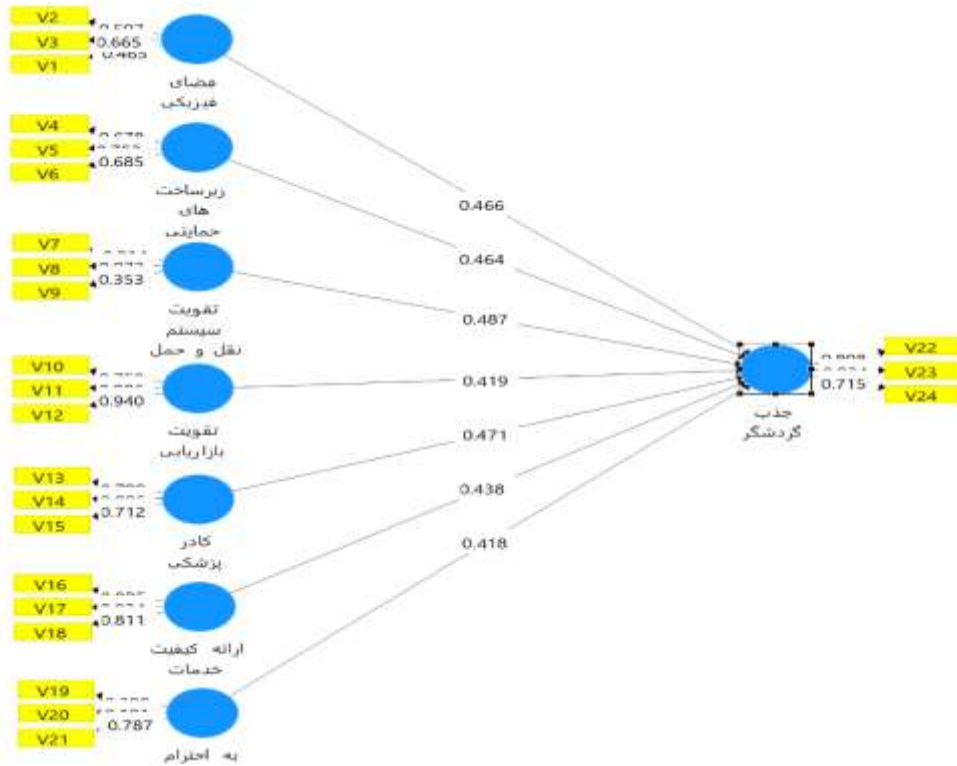 V2
V3
V1
0.665
فضای
فیزیکی
V4
V5
V6
0.685
زیرساخت
های
حمایتی
V7
V8
V9
0.353
تقویت
سیستم
نقل و حمل
V10
V11
V12
0.940
تقویت
بازاریابی
V13
V14
V15
0.712
کادر
پزشکی
V16
V17
V18
0.811
ارائه کیفیت
خدمات
V19
V20
V21
0.787
به احترام
0.466
0.464
0.487
0.419
0.471
0.438
0.418
جذب
گردشگر
V22
V23
V24
0.715